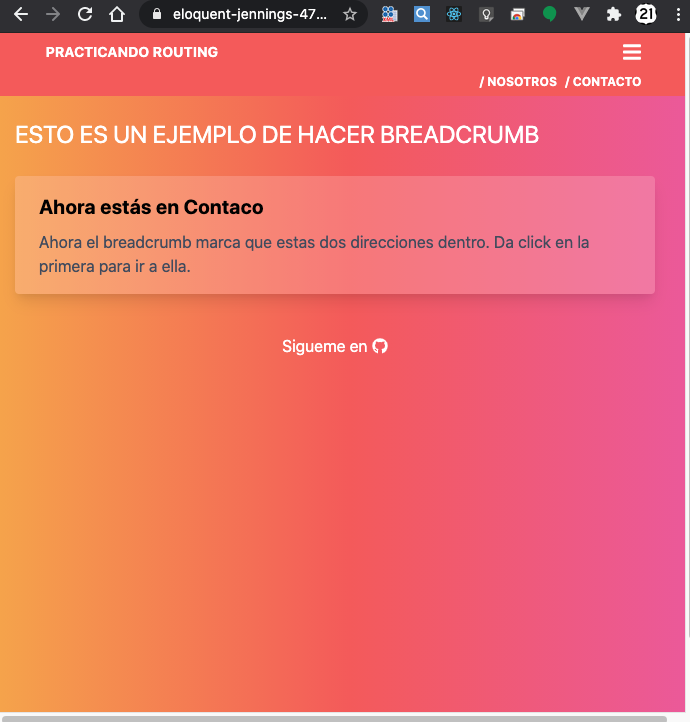 eloquent-jennings-47...
21
PRACTICANDO ROUTING
/ NOSOTROS / CONTACTO
ESTO ES UN EJEMPLO DE HACER BREADCRUMB
Ahora estás en Contaco
Ahora el breadcrumb marca que estas dos direcciones dentro. Da click en la
primera para ir a ella.
Sigueme en